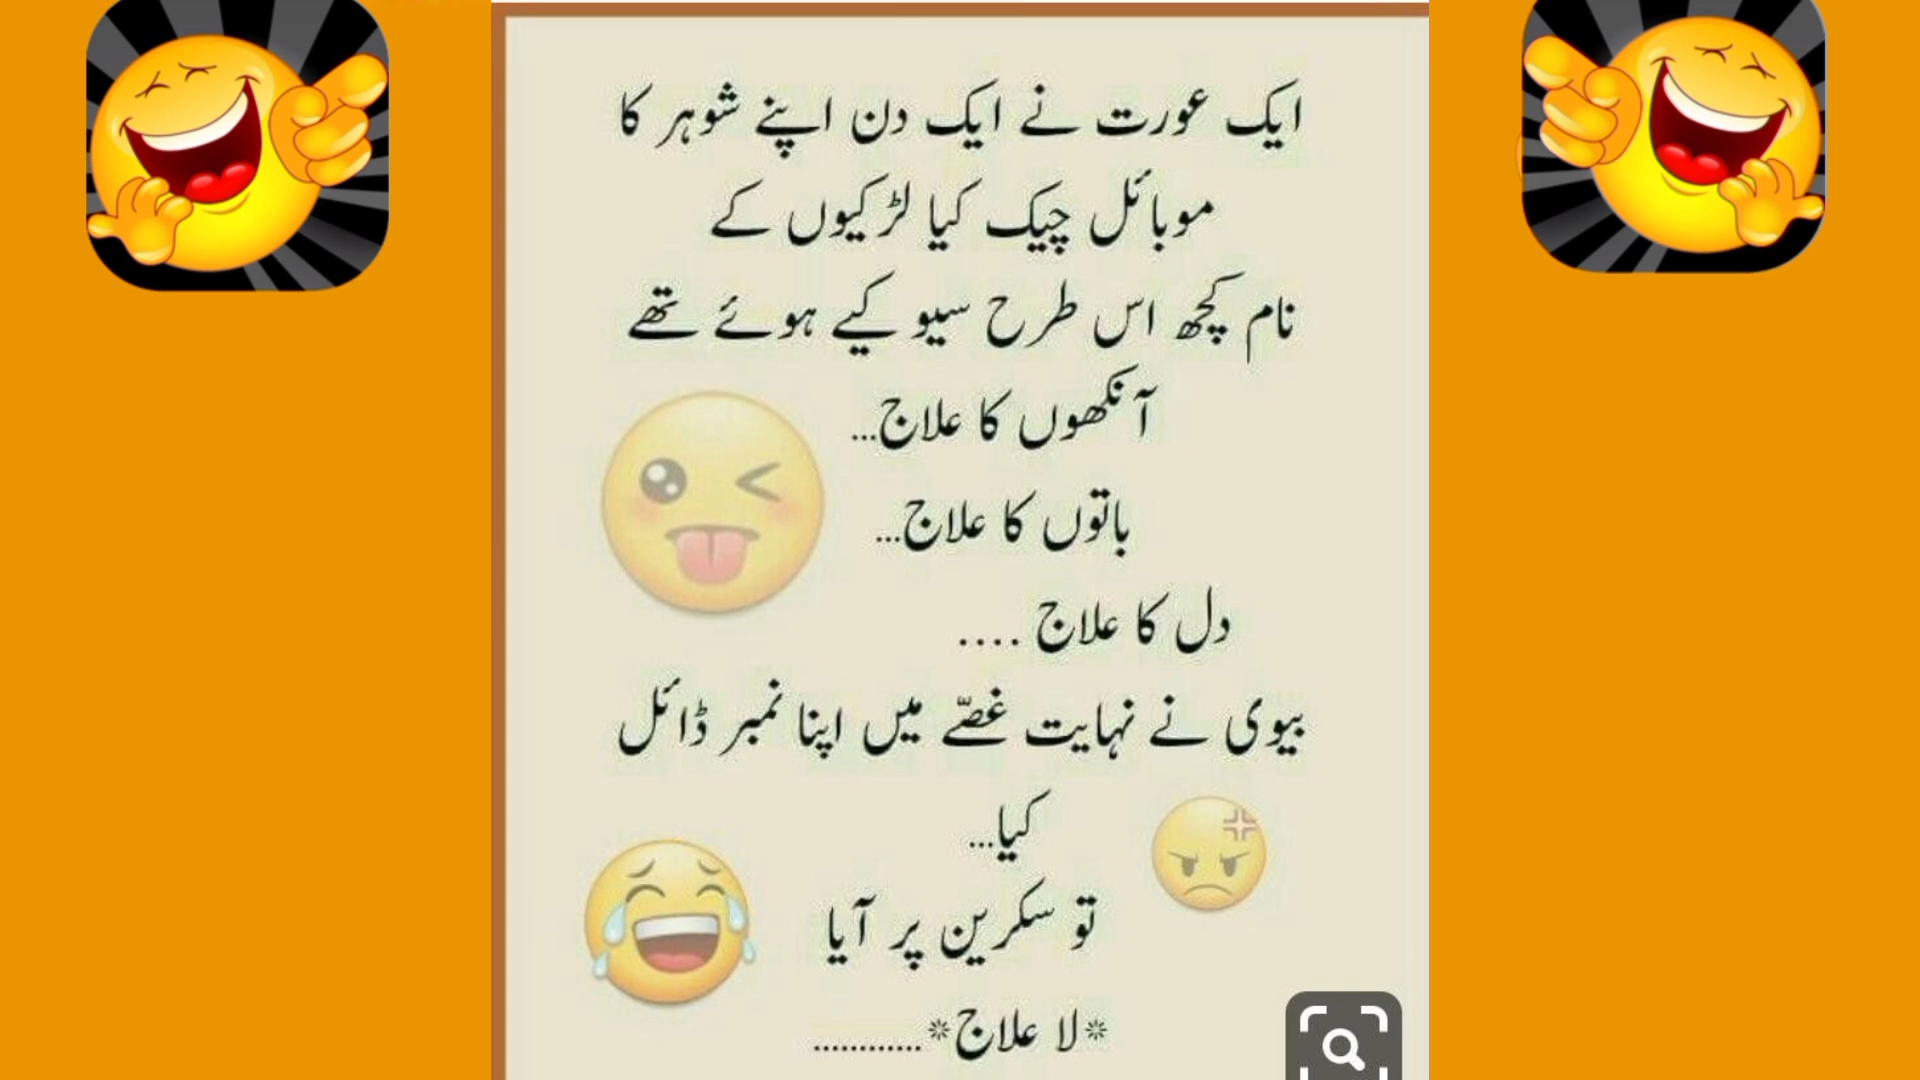 ایک عورت نے ایک دن اپنے شوہر کا
موبائل چیک کیا لڑکیوں کے
نام کچھ اس طرح سیو کیے ہوئے تھے
آنکھوں کا علاج...
باتوں کا علاج...
دل کا علاج ....
بیوی نے نہایت غصّے میں اپنا نمبر ڈائل
کیا...
تو سکرین پر آیا
*لا علاج*............